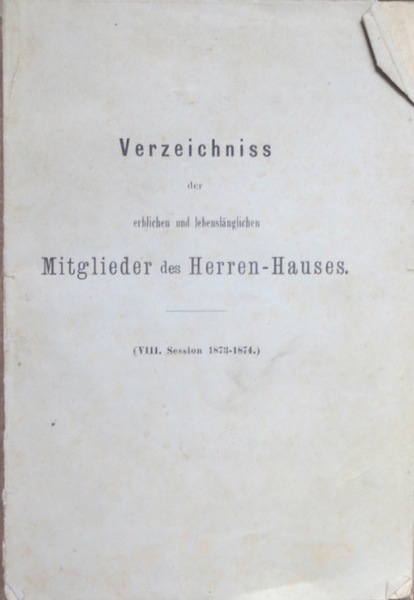 Verzeichniss
der
erblichen und lebenslänglichen
Mitglieder des Herren-Hauses.
(VIII. Session 1873-1874.)